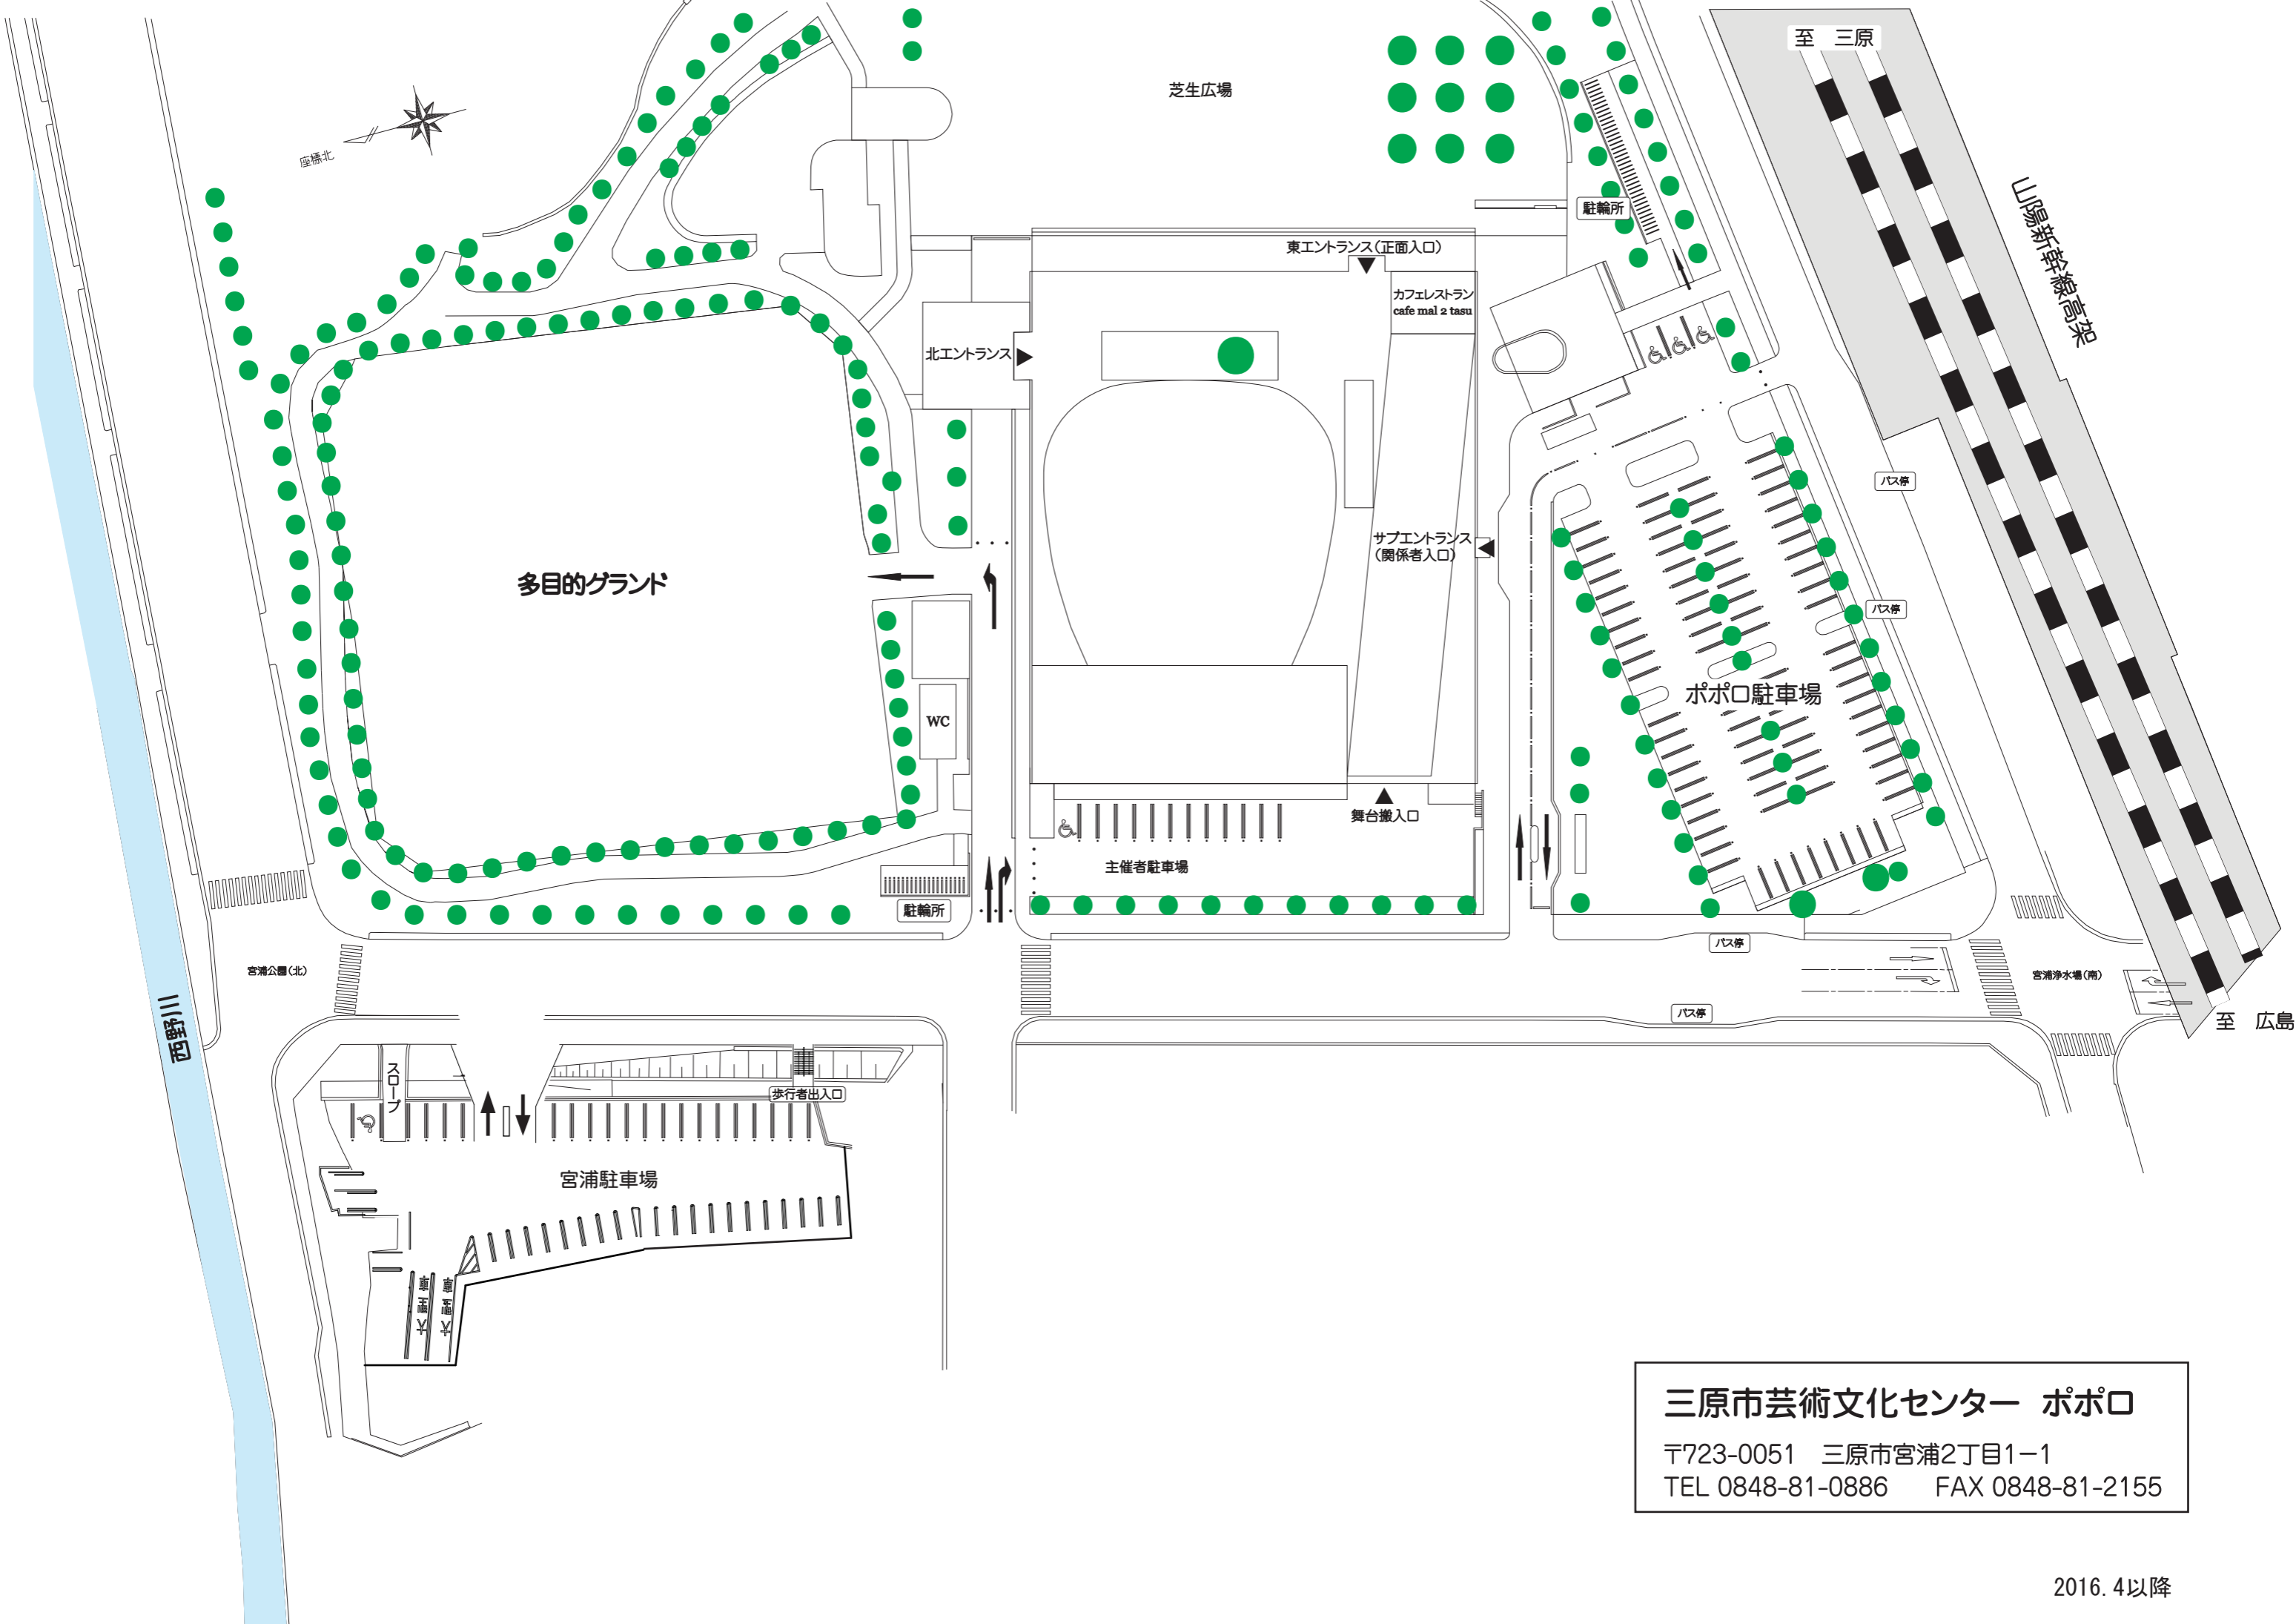 至　三原
芝生広場
座標北
山陽新幹線高架
駐輪所
東エントランス(正面入口)
カフェレストラン
cafe mal 2 tasu
北エントランス
バス停
サブエントランス
(関係者入口)
多目的グランド
バス停
ポポロ駐車場
WC
舞台搬入口
主催者駐車場
駐輪所
バス停
宮浦公園(北)
宮浦浄水場(南)
西野川
バス停
至　広島
スロープ
歩行者出入口
宮浦駐車場
大型車
大型車
三原市芸術文化センター ポポロ
〒723-0051　三原市宮浦2丁目1−1
TEL 0848-81-0886　FAX 0848-81-2155
2016.4以降